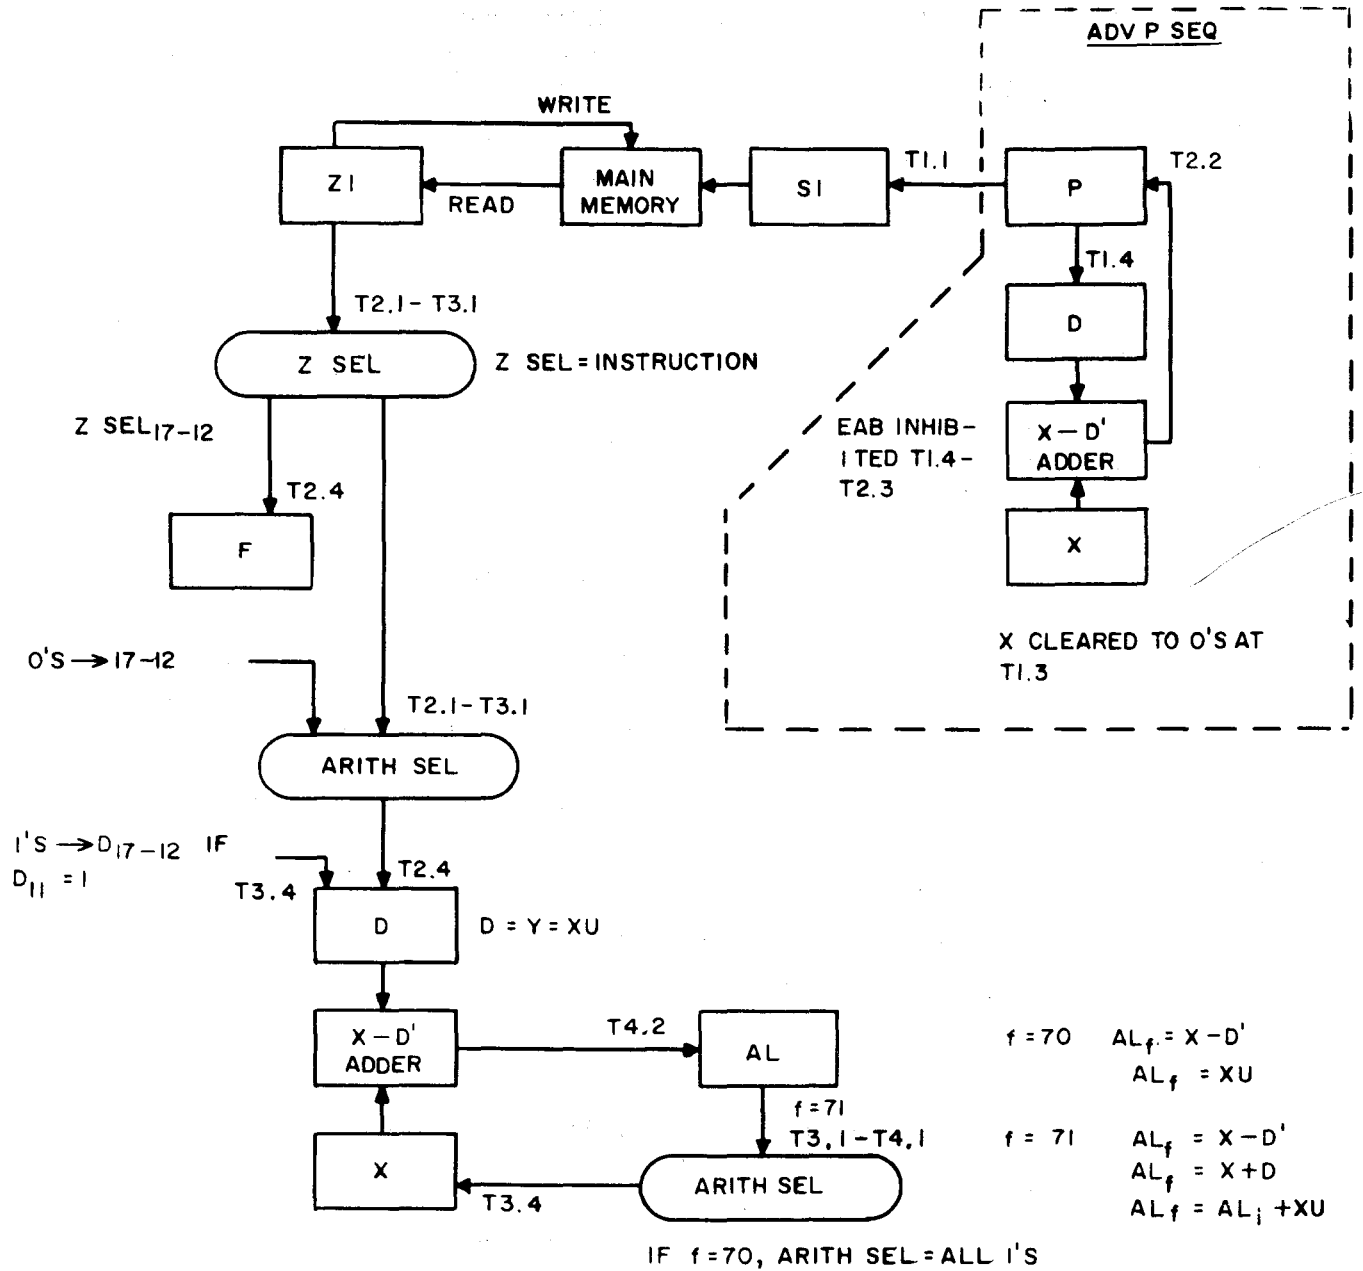 ADV P SEQ
WRITE
Z1
READ
MAIN
MEMORY
S1
T1.1
P
T2.2
T1.4
D
T2.1 - T3.1
Z SEL
Z SEL = INSTRUCTION
Z SEL17-12
T2.4
F
EAB INHIB-
ITED T1.4-
T2.3
X - D'
ADDER
X
X CLEARED TO 0'S AT
T1.3
0'S → 17-12
T2.1 - T3.1
ARITH SEL
1'S → D17-12 IF
D11 = 1
T3.4
T2.4
D
D = Y = XU
X - D'
ADDER
T4.2
AL
f = 71
T3.1 - T4.1
X
T3.4
ARITH SEL
IF f = 70, ARITH SEL = ALL 1'S
f = 70 ALf = X - D'
ALf = XU
f = 71 ALf = X - D'
ALf = X + D
ALf = ALi + XU